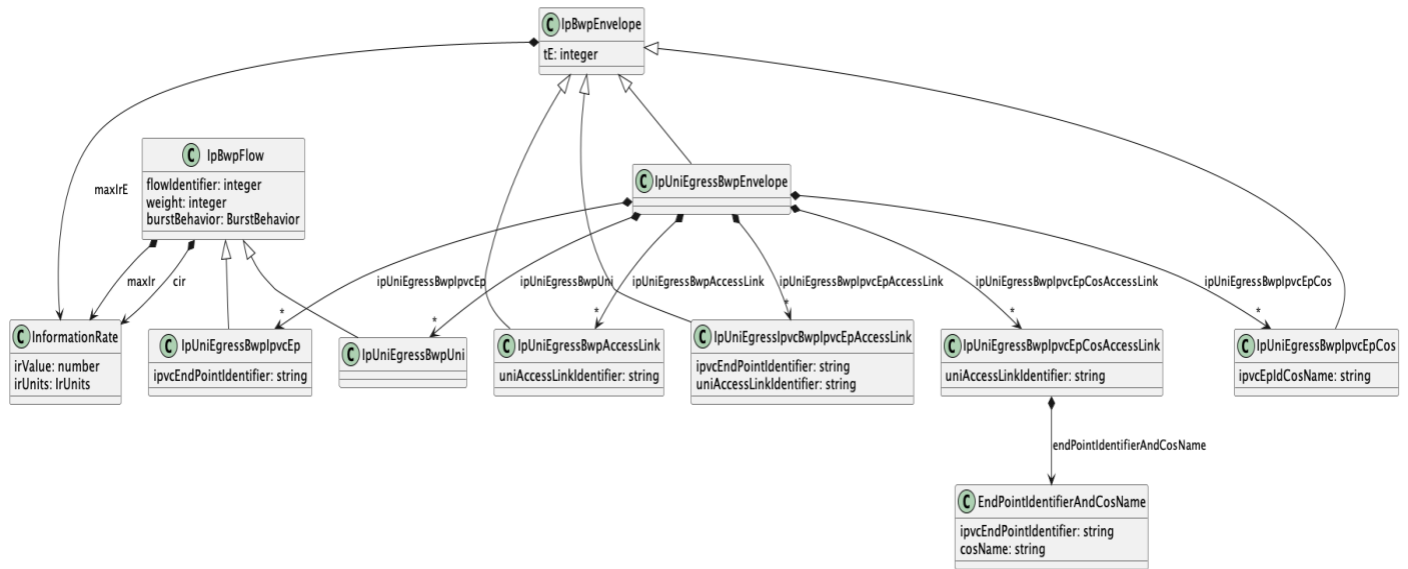 C IpBwpEnvelope
tE: integer
C IpBwpFlow
flowIdentifier: integer
weight: integer
burstBehavior: BurstBehavior
C IpUniEgressBwpEnvelope
maxIrE
maxIr
cir
ipUniEgressBwpIpvcEp
ipUniEgressBwpUni
ipUniEgressBwpAccessLink
ipUniEgressBwpIpvcEpAccessLink
ipUniEgressBwpIpvcEpCosAccessLink
ipUniEgressBwpIpvcEpCos
*
*
*
*
*
*
C InformationRate
irValue: number
irUnits: IrUnits
C IpUniEgressBwpIpvcEp
ipvcEndPointIdentifier: string
C IpUniEgressBwpUni
C IpUniEgressBwpAccessLink
uniAccessLinkIdentifier: string
C IpUniEgressIpvcBwpIpvcEpAccessLink
ipvcEndPointIdentifier: string
uniAccessLinkIdentifier: string
C IpUniEgressBwpIpvcEpCosAccessLink
uniAccessLinkIdentifier: string
C IpUniEgressBwpIpvcEpCos
ipvcEpIdCosName: string
endPointIdentifierAndCosName
C EndPointIdentifierAndCosName
ipvcEndPointIdentifier: string
cosName: string